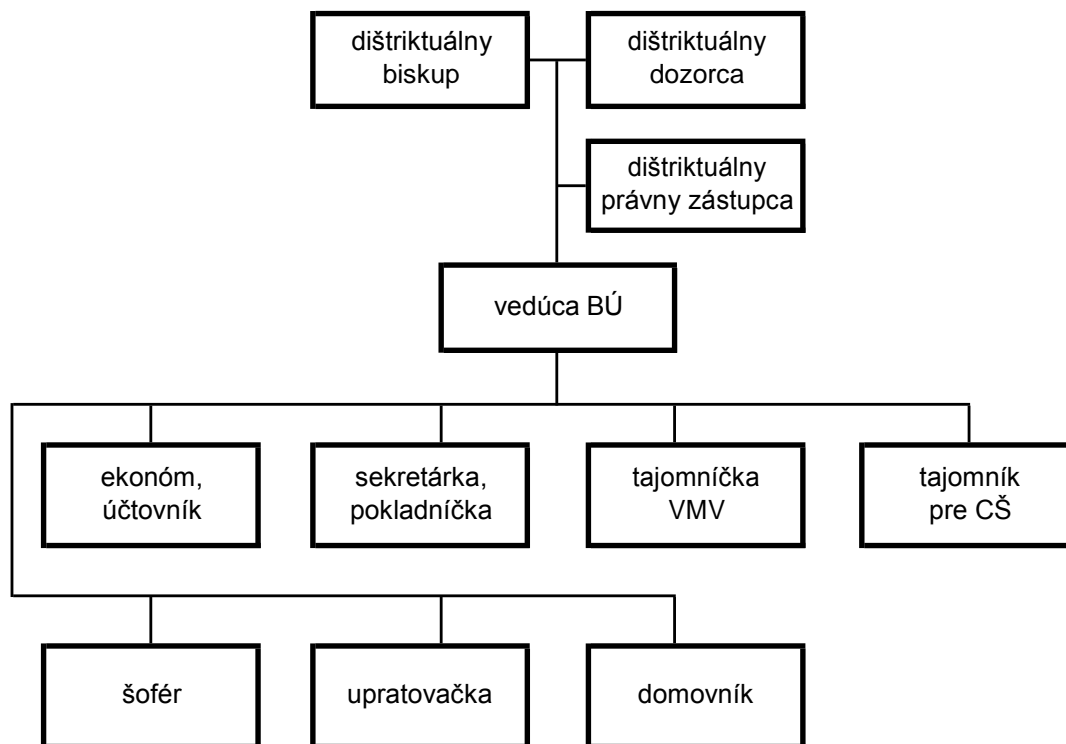 dištriktuálny
biskup
dištriktuálny
dozorca
dištriktuálny
právny zástupca
vedúca BÚ
ekonóm,
účtovník
sekretárka,
pokladníčka
tajomníčka
VMV
tajomník
pre CŠ
šofér
upratovačka
domovník